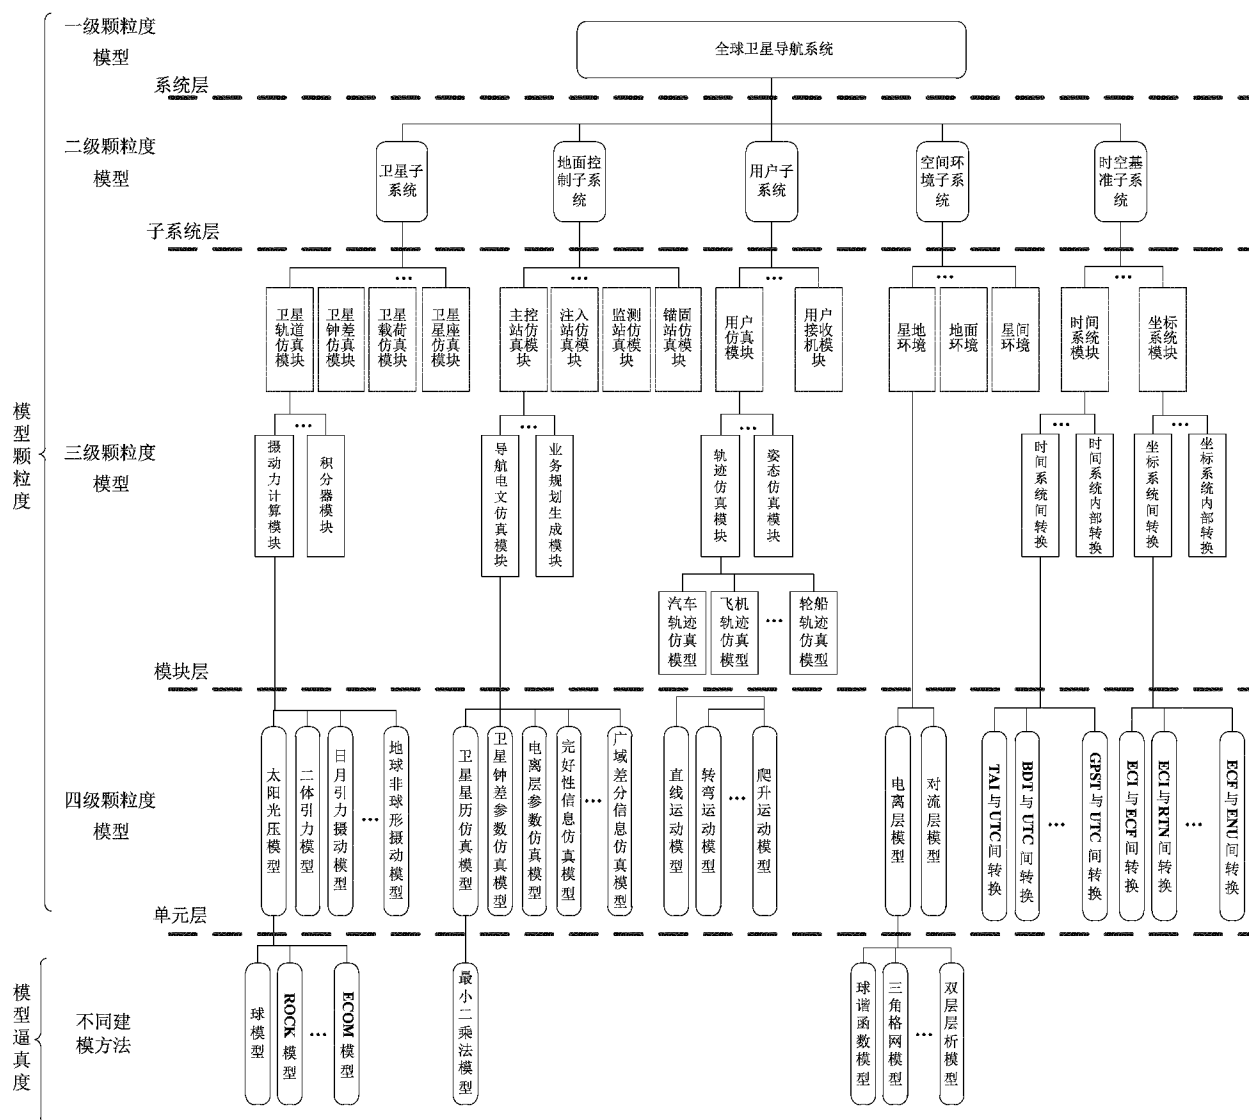 一级颗粒度
模型
全球卫星导航系统
系统层
二级颗粒度
模型
卫星子
系统
地面控
制子系
统
用户子
系统
空间环
境子系
统
时空基
准子系
统
子系统层
模型颗粒度
三级颗粒度
模型
卫星
轨道
仿真
模块
卫星
钟差
仿真
模块
卫星
载荷
仿真
模块
卫星
星座
仿真
模块
...
主控
站仿
真模
块
注入
站仿
真模
块
监测
站仿
真模
块
锚固
站仿
真模
块
...
用户
仿真
模块
用户
接收
机模
块
...
星地
环境
地面
环境
星间
环境
...
时间
系统
模块
坐标
系统
模块
...
摄动力计算模块
...
积分器模块
导航电文仿真模块
...
业务规划生成模块
轨迹仿真模块
...
姿态仿真模块
时间系统间转换
...
时间系统内部转换
坐标系统间转换
...
坐标系统内部转换
汽车
轨迹
仿真
模型
飞机
轨迹
仿真
模型
...
轮船
轨迹
仿真
模型
模块层
四级颗粒度
模型
太阳光压模型
二体引力模型
日月引力摄动模型
...
地球非球形摄动模型
卫星星历仿真模型
卫星钟差参数仿真模型
电离层参数仿真模型
完好性信息仿真模型
...
广域差分信息仿真模型
直线运动模型
转弯运动模型
...
爬升运动模型
电离层模型
对流层模型
TAI与UTC间转换
BDT与UTC间转换
...
GPST与UTC间转换
ECI与ECF间转换
ECI与RTN间转换
...
ECF与ENU间转换
单元层
模型逼真度
不同建
模方法
球模型
ROCK模型
...
ECOM模型
最小二乘法模型
球谐函数模型
三角格网模型
...
双层层析模型